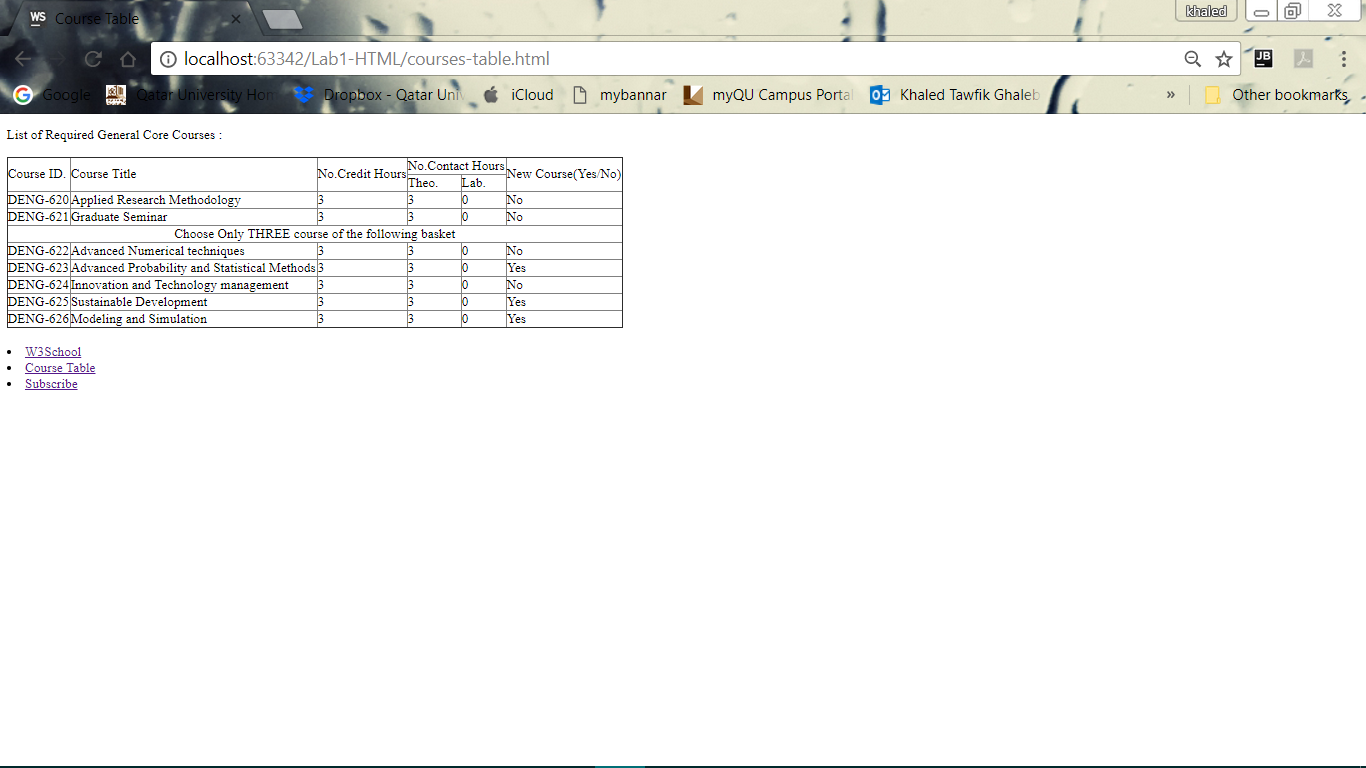 WS Course Table
khaled
localhost:63342/Lab1-HTML/courses-table.html
JB
Google Qatar University Hom Dropbox - Qatar Univ iCloud mybannar myQU Campus Portal Khaled Tawfik Ghaleb » Other bookmarks
List of Required General Core Courses :
Course ID. Course Title No.Credit Hours No.Contact Hours New Course(Yes/No)
Theo. Lab.
DENG-620 Applied Research Methodology 3 3 0 No
DENG-621 Graduate Seminar 3 3 0 No
Choose Only THREE course of the following basket
DENG-622 Advanced Numerical techniques 3 3 0 No
DENG-623 Advanced Probability and Statistical Methods 3 3 0 Yes
DENG-624 Innovation and Technology management 3 3 0 No
DENG-625 Sustainable Development 3 3 0 Yes
DENG-626 Modeling and Simulation 3 3 0 Yes
• W3School
• Course Table
• Subscribe